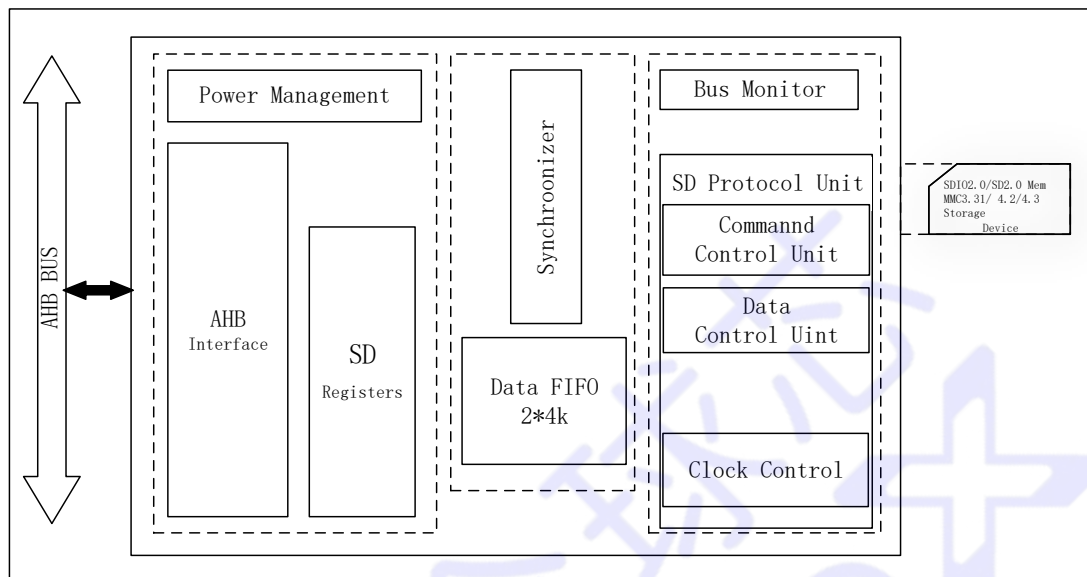 AHB BUS
Power Management
AHB
Interface
SD
Registers
Synchroonizer
Data FIFO
2*4k
Bus Monitor
SD Protocol Unit
Commannd
Control Unit
Data
Control Uint
Clock Control
SDIO2.0/SD2.0 Mem
MMC3.31/ 4.2/4.3
Storage
Device